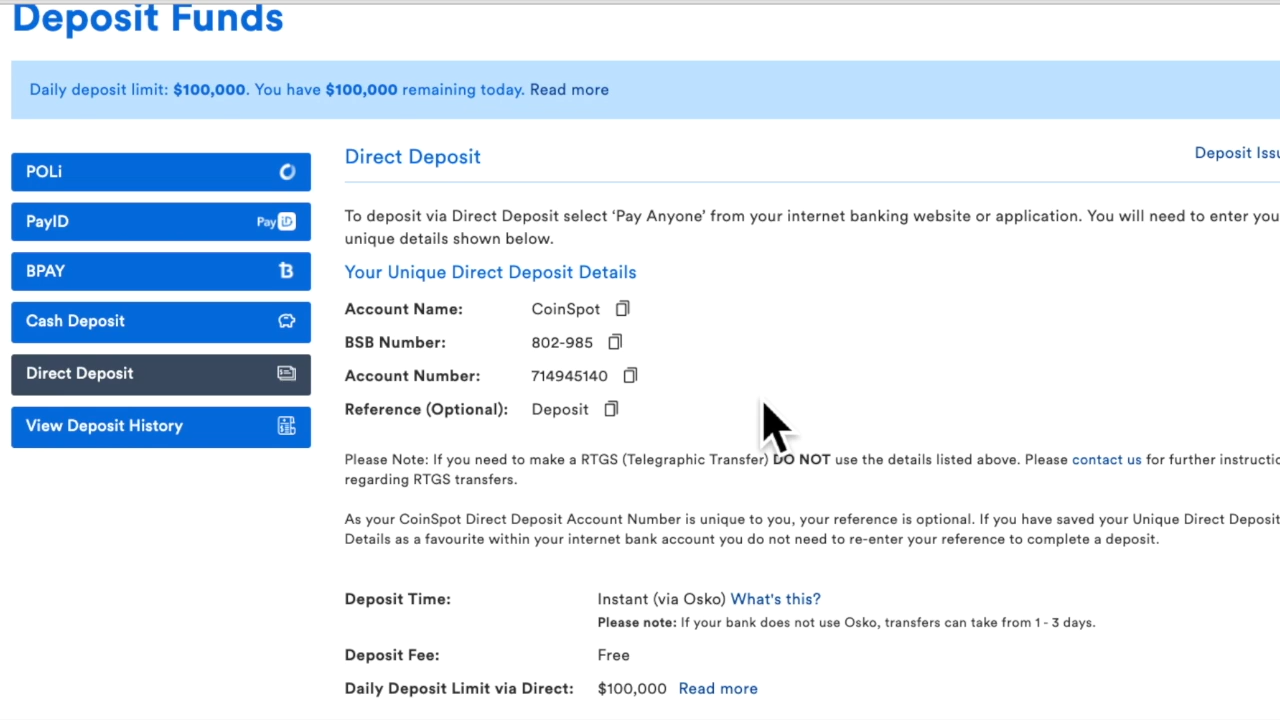 Deposit Funds
Daily deposit limit: $100,000. You have $100,000 remaining today. Read more
POLi
PayID
Pay iD
BPAY
Cash Deposit
Direct Deposit
View Deposit History
Direct Deposit
Deposit
To deposit via Direct Deposit select ‘Pay Anyone’ from your internet banking website or application. You will need to enter
unique details shown below.
Your Unique Direct Deposit Details
Account Name: CoinSpot
BSB Number: 802-985
Account Number: 714945140
Reference (Optional): Deposit
Please Note: If you need to make a RTGS (Telegraphic Transfer) DO NOT use the details listed above. Please contact us for further
regarding RTGS transfers.
As your CoinSpot Direct Deposit Account Number is unique to you, your reference is optional. If you have saved your Unique Direct Deposit
Details as a favourite within your internet bank account you do not need to re-enter your reference to complete a deposit.
Deposit Time: Instant (via Osko) What's this?
Please note: If your bank does not use Osko, transfers can take from 1 - 3 days.
Deposit Fee: Free
Daily Deposit Limit via Direct: $100,000 Read more